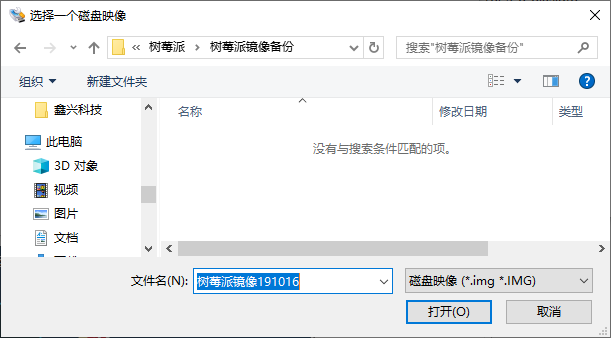 选择一个磁盘映像
« 树莓派 › 树莓派镜像备份
搜索"树莓派镜像备份"
组织 新建文件夹
鑫兴科技
此电脑
3D 对象
视频
图片
文档
名称 修改日期 类型
没有与搜索条件匹配的项。
文件名(N): 树莓派镜像191016
磁盘映像 (*.img *.IMG)
打开(O) 取消